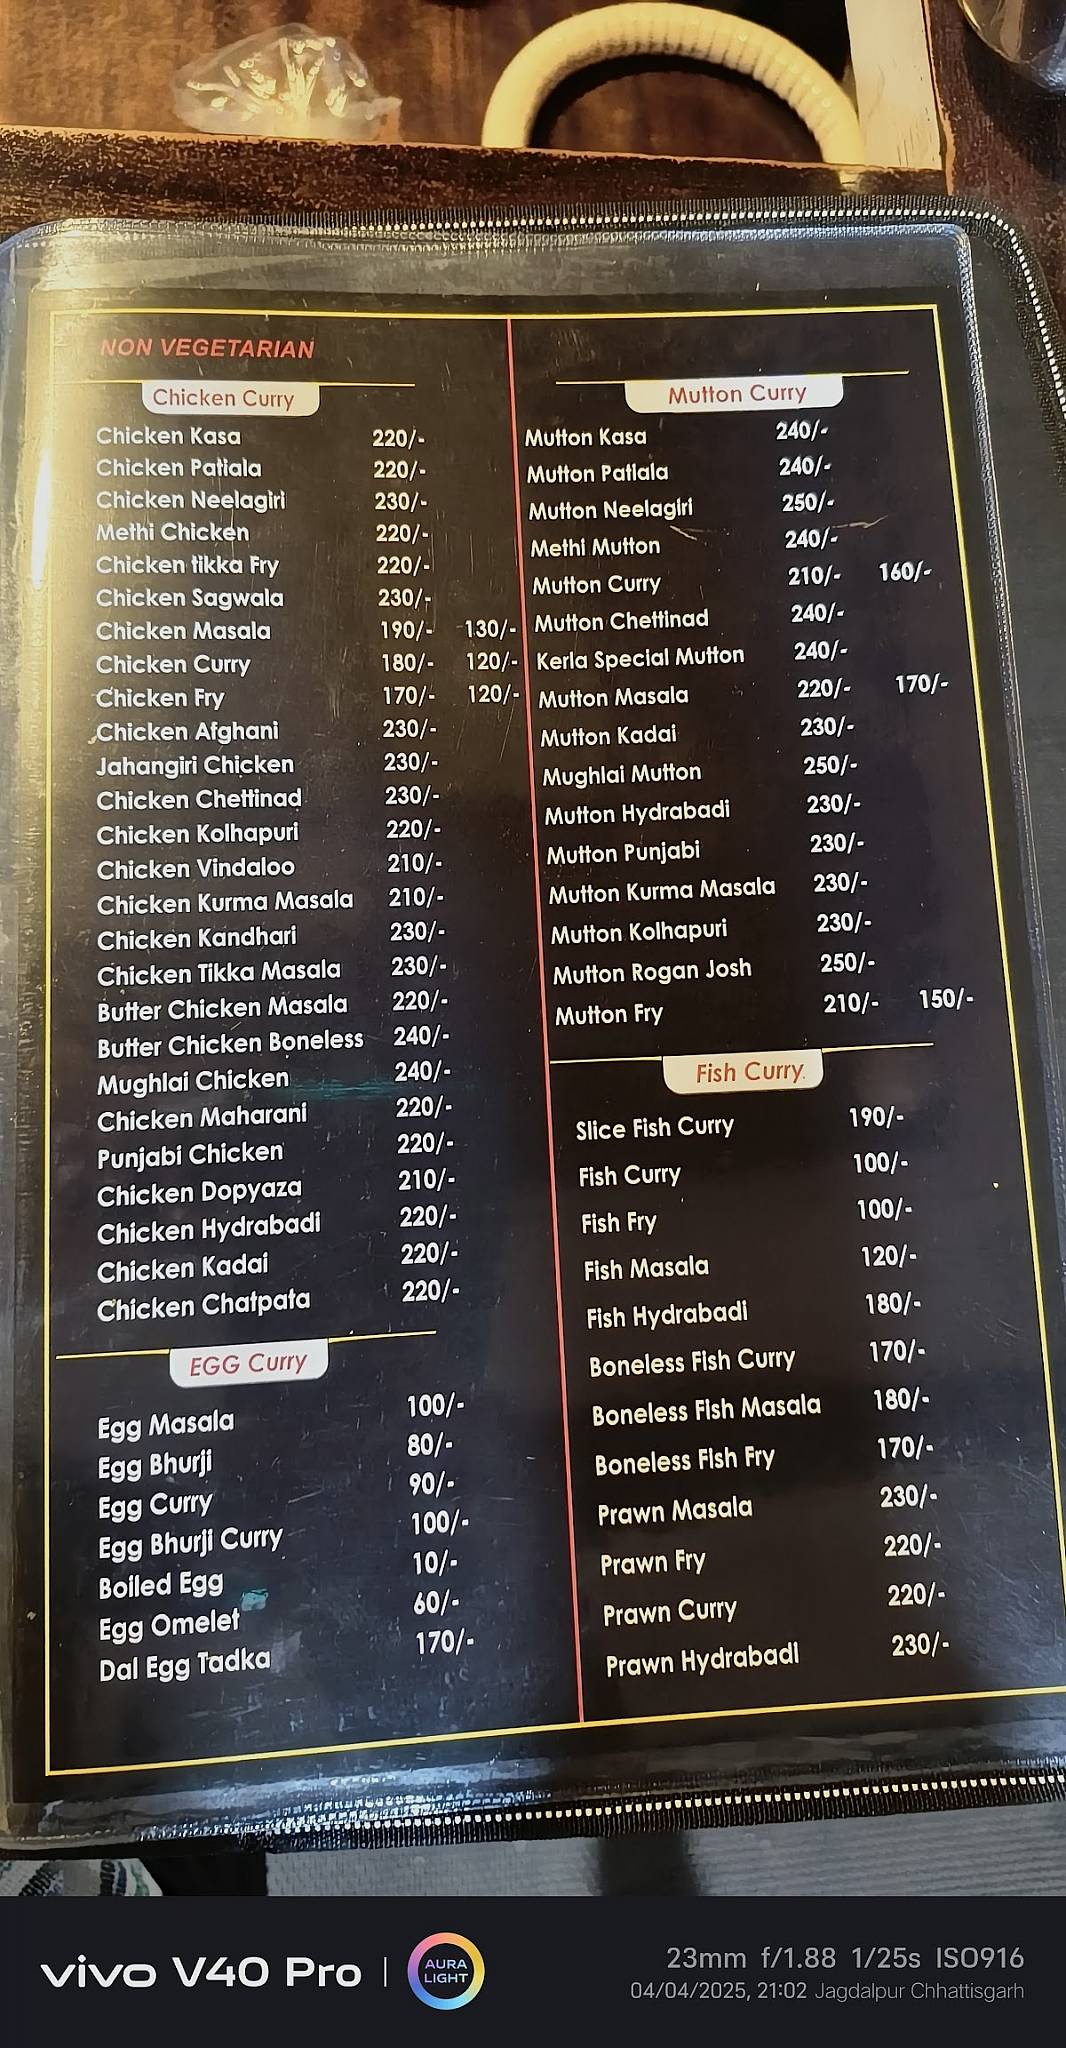 NON VEGETARIAN
Chicken Curry
Chicken Kasa 220/-
Chicken Patiala 220/-
Chicken Neelagiri 230/-
Methi Chicken 220/-
Chicken tikka Fry 220/-
Chicken Sagwala 230/-
Chicken Masala 190/- 130/-
Chicken Curry 180/- 120/-
Chicken Fry 170/- 120/-
Chicken Afghani 230/-
Jahangiri Chicken 230/-
Chicken Chettinad 230/-
Chicken Kolhapuri 220/-
Chicken Vindaloo 210/-
Chicken Kurma Masala 210/-
Chicken Kandhari 230/-
Chicken Tikka Masala 230/-
Butter Chicken Masala 220/-
Butter Chicken Boneless 240/-
Mughlai Chicken 240/-
Chicken Maharani 220/-
Punjabi Chicken 220/-
Chicken Dopyaza 210/-
Chicken Hydrabadi 220/-
Chicken Kadai 220/-
Chicken Chatpata 220/-
EGG Curry
Egg Masala 100/-
Egg Bhurji 80/-
Egg Curry 90/-
Egg Bhurji Curry 100/-
Boiled Egg 10/-
Egg Omelet 60/-
Dal Egg Tadka 170/-
Mutton Curry
Mutton Kasa 240/-
Mutton Patiala 240/-
Mutton Neelagiri 250/-
Methi Mutton 240/-
Mutton Curry 210/- 160/-
Mutton Chettinad 240/-
Kerla Special Mutton 240/-
Mutton Masala 220/- 170/-
Mutton Kadai 230/-
Mughlai Mutton 250/-
Mutton Hydrabadi 230/-
Mutton Punjabi 230/-
Mutton Kurma Masala 230/-
Mutton Kolhapuri 230/-
Mutton Rogan Josh 250/-
Mutton Fry 210/- 150/-
Fish Curry
Slice Fish Curry 190/-
Fish Curry 100/-
Fish Fry 100/-
Fish Masala 120/-
Fish Hydrabadi 180/-
Boneless Fish Curry 170/-
Boneless Fish Masala 180/-
Boneless Fish Fry 170/-
Prawn Masala 230/-
Prawn Fry 220/-
Prawn Curry 220/-
Prawn Hydrabadi 230/-
vivo V40 Pro | AURA LIGHT
23mm f/1.88 1/25s ISO916
04/04/2025, 21:02 Jagdalpur Chhattisgarh